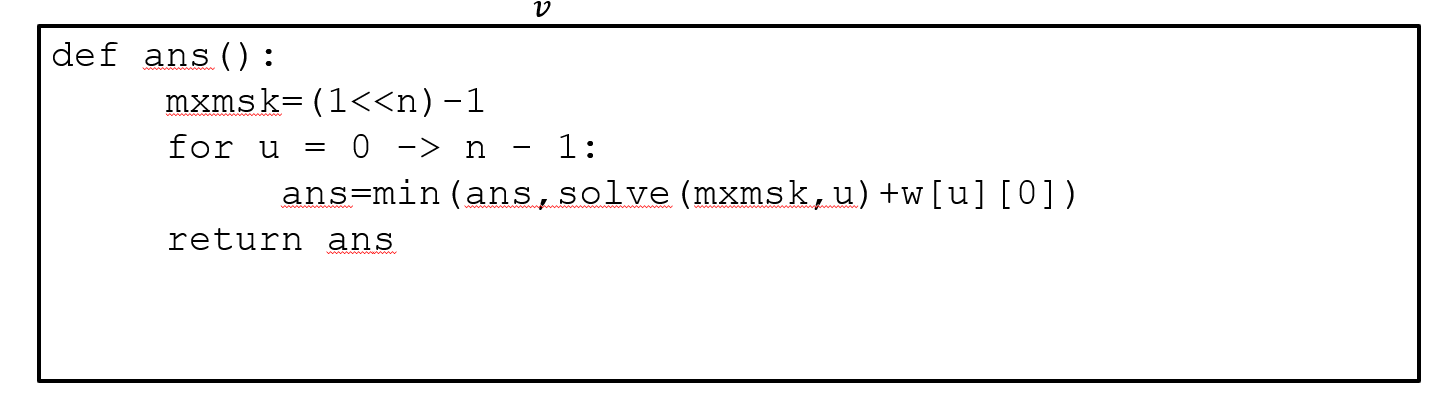 v
def ans():
mxmsk=(1<<n)-1
for u = 0 -> n - 1:
ans=min(ans,solve(mxmsk,u)+w[u][0])
return ans